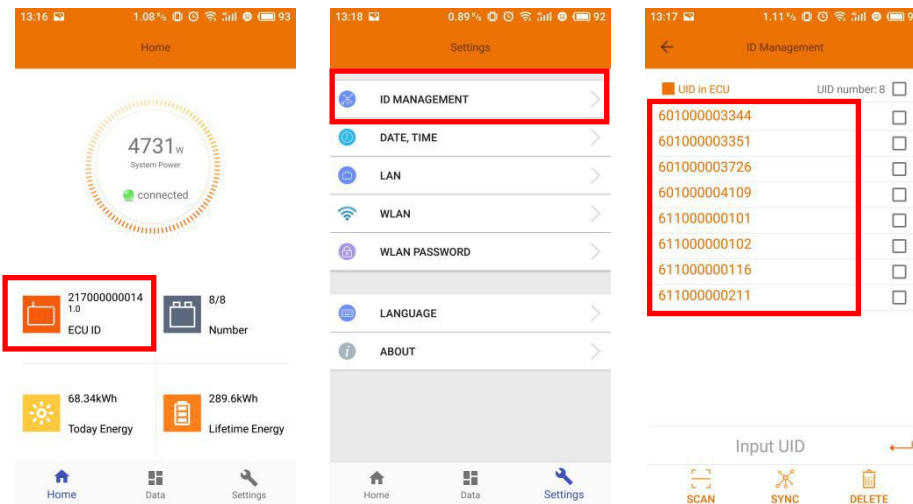 13:16 1.08 ᴷ/s 93
Home
4731 W
System Power
connected
217000000014
1.0
ECU ID
8/8
Number
68.34kWh
Today Energy
289.6kWh
Lifetime Energy
Home Data Settings
13:18 0.89 ᴷ/s 92
Settings
ID MANAGEMENT
DATE, TIME
LAN
WLAN
WLAN PASSWORD
LANGUAGE
ABOUT
Home Data Settings
13:17 1.11 ᴷ/s
ID Management
UID in ECU UID number: 8
601000003344
601000003351
601000003726
601000004109
611000000101
611000000102
611000000116
611000000211
Input UID
SCAN SYNC DELETE